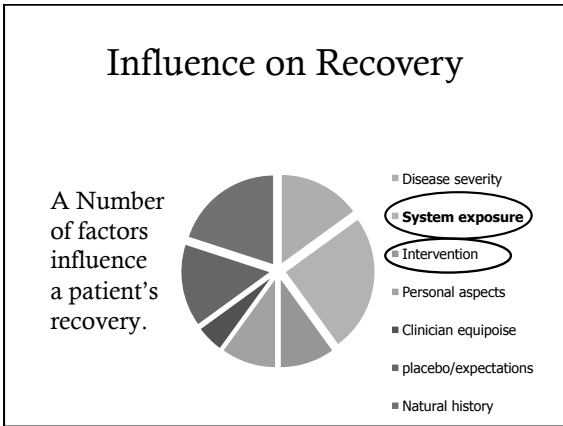 Influence on Recovery
A Number
of factors
influence
a patient's
recovery.
Disease severity
System exposure
Intervention
Personal aspects
Clinician equipoise
placebo/expectations
Natural history